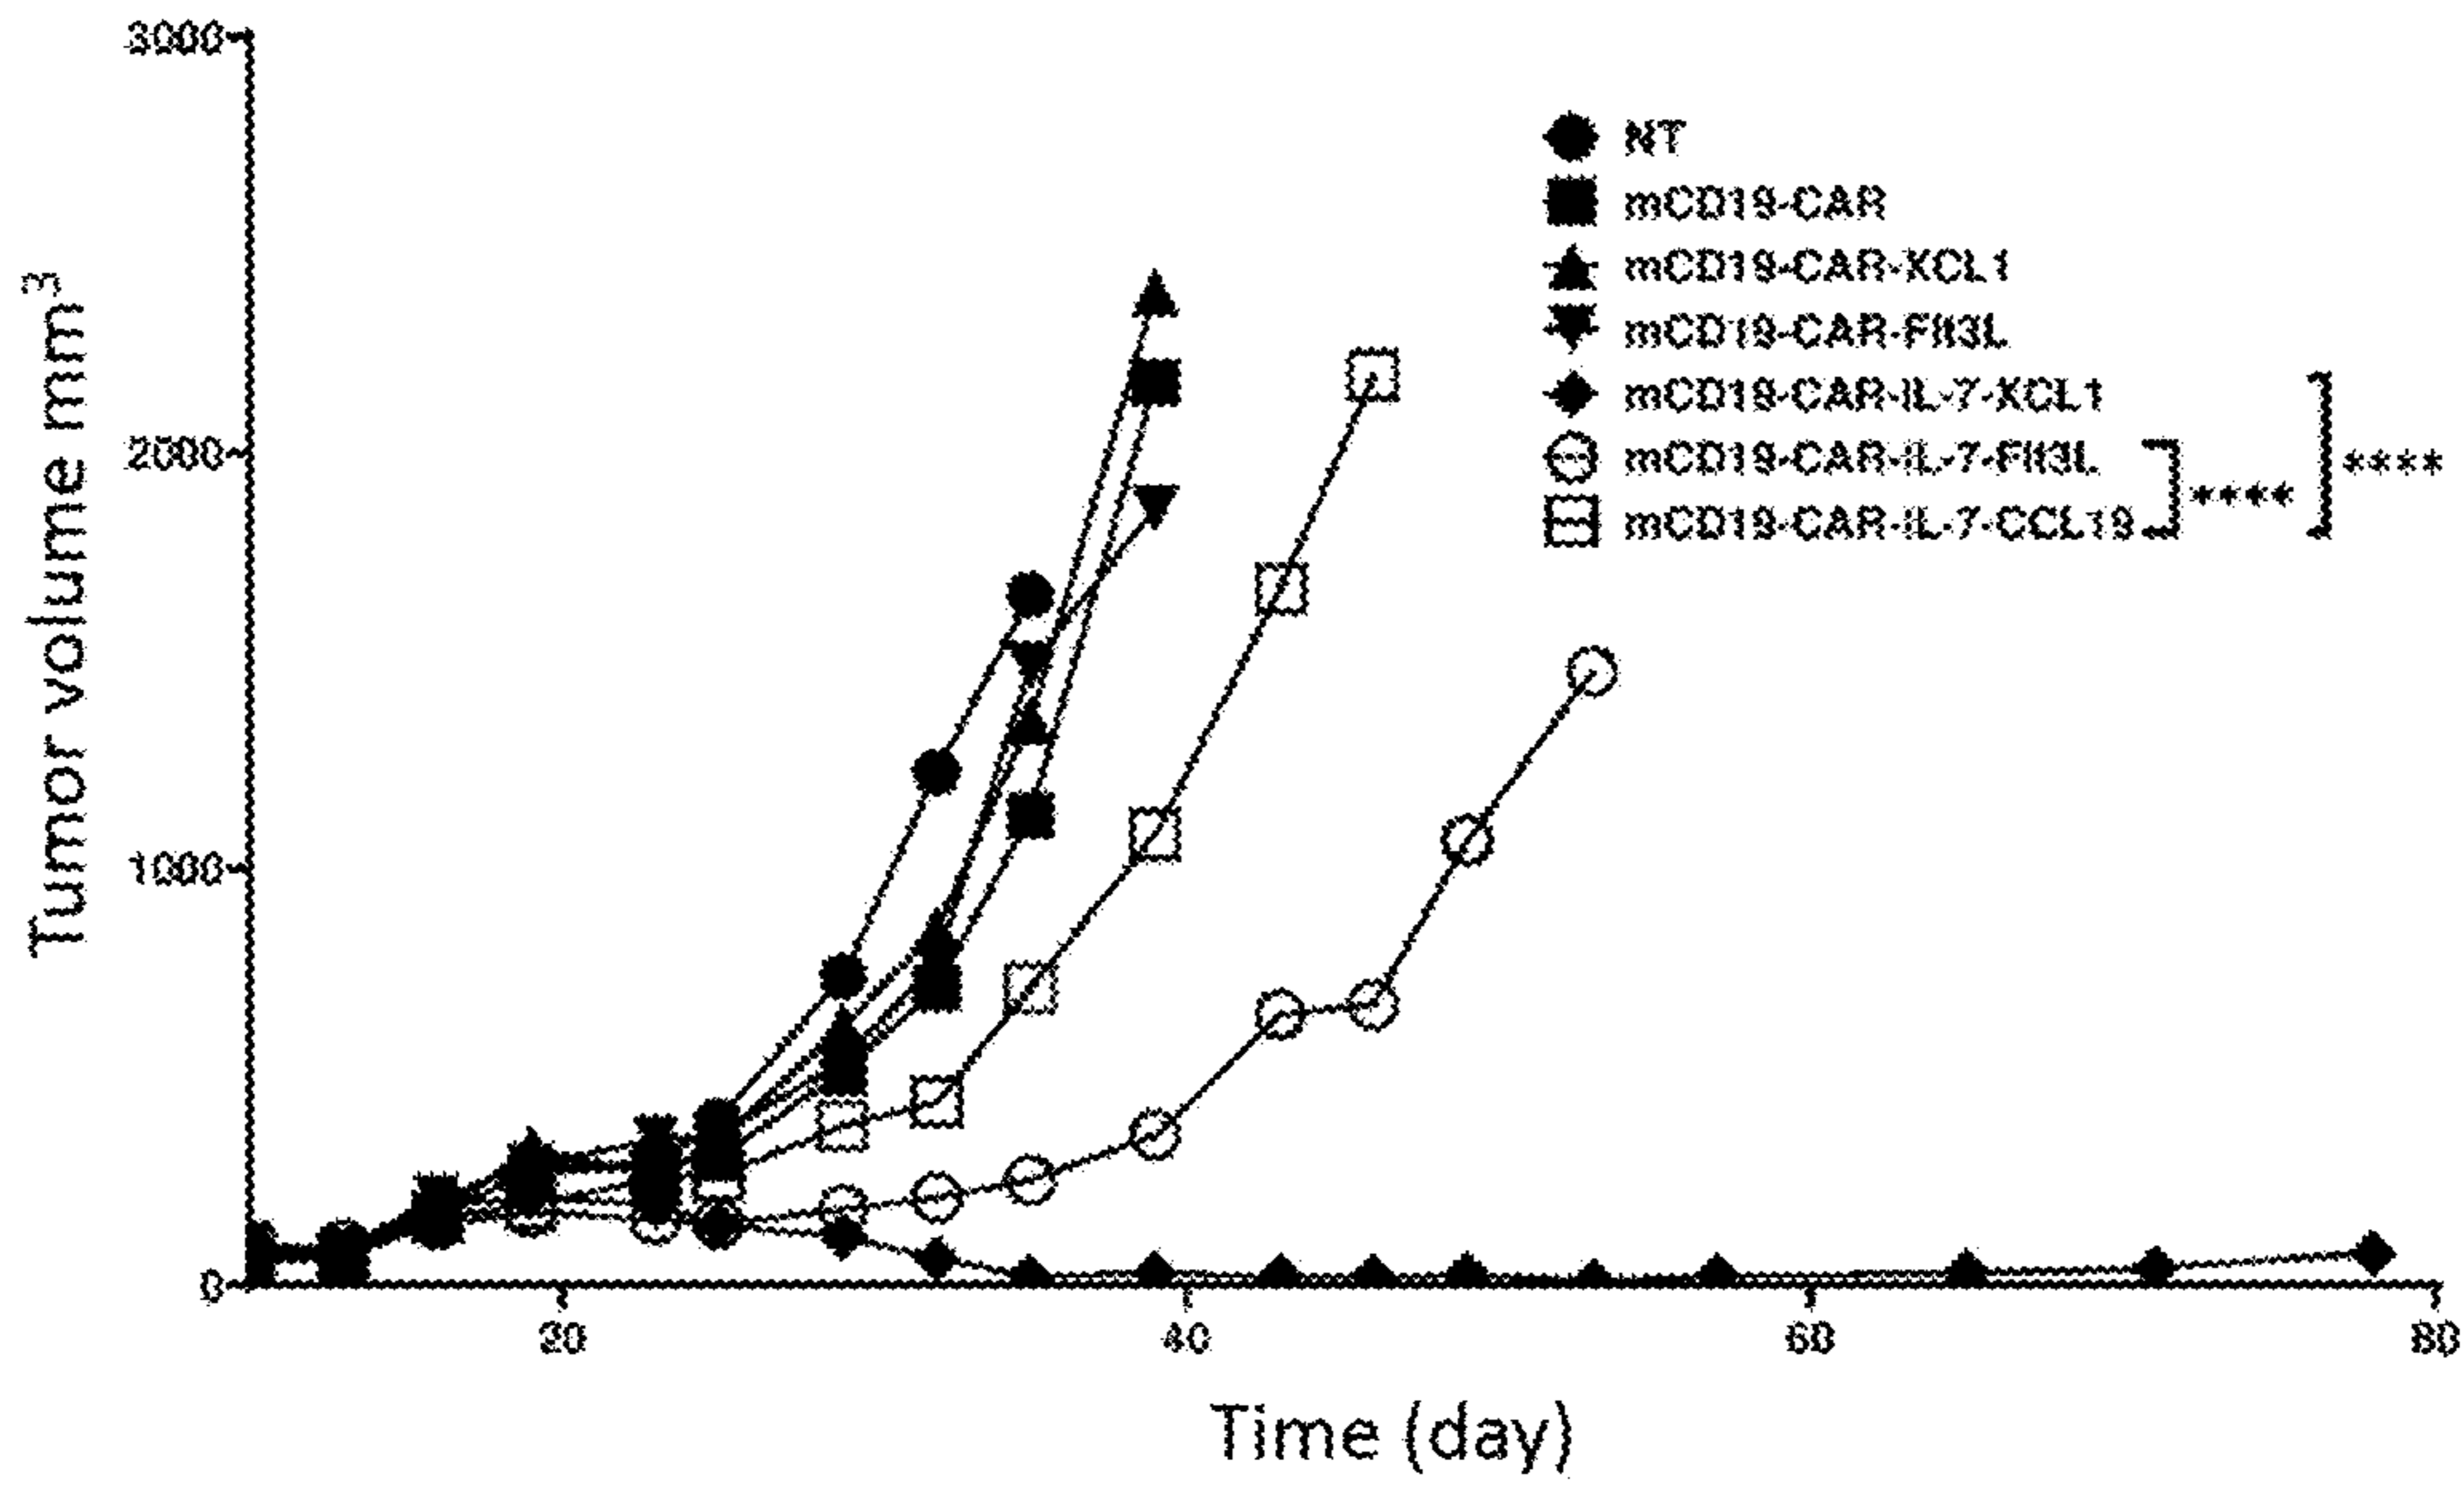 3000
2000
1000
0
Tumor volume mm³
20
40
60
80
Time (day)
NT
mCD19-CAR
mCD19-CAR-XCL1
mCD19-CAR-Flt3L
mCD19-CAR-IL-7-XCL1
mCD19-CAR-IL-7-Flt3L
mCD19-CAR-IL-7-CCL19
****
****